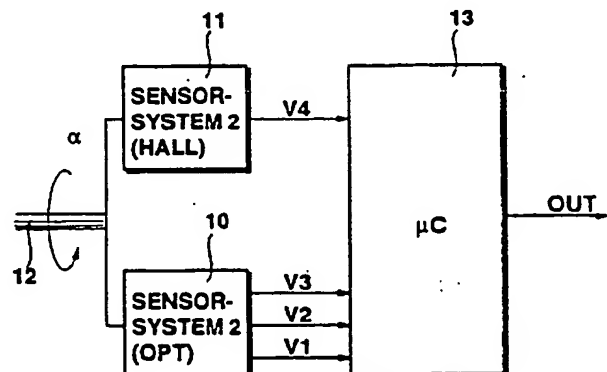 11
13
SENSOR-
SYSTEM 2
(HALL)
V4
α
μC
OUT
12
10
SENSOR-
SYSTEM 2
(OPT)
V3
V2
V1